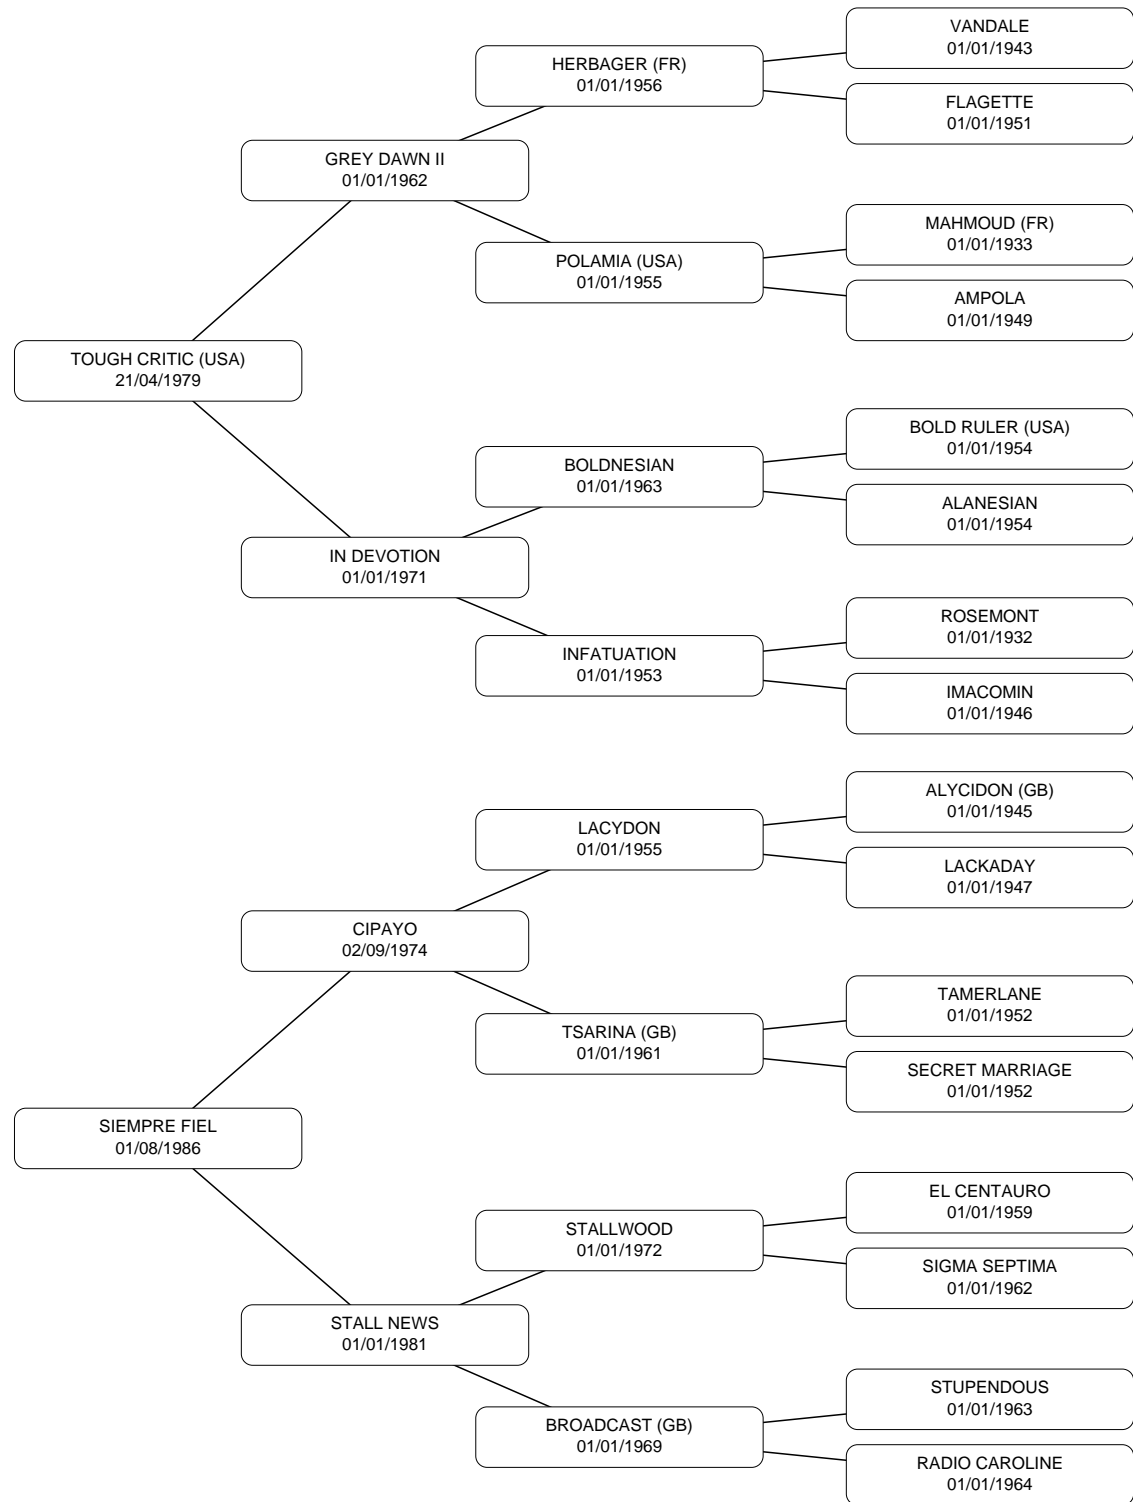 VANDALE
01/01/1943
HERBAGER (FR)
01/01/1956
FLAGETTE
01/01/1951
GREY DAWN II
01/01/1962
MAHMOUD (FR)
01/01/1933
POLAMIA (USA)
01/01/1955
AMPOLA
01/01/1949
TOUGH CRITIC (USA)
21/04/1979
BOLD RULER (USA)
01/01/1954
BOLDNESIAN
01/01/1963
ALANESIAN
01/01/1954
IN DEVOTION
01/01/1971
ROSEMONT
01/01/1932
INFATUATION
01/01/1953
IMACOMIN
01/01/1946
ALYCIDON (GB)
01/01/1945
LACYDON
01/01/1955
LACKADAY
01/01/1947
CIPAYO
02/09/1974
TAMERLANE
01/01/1952
TSARINA (GB)
01/01/1961
SECRET MARRIAGE
01/01/1952
SIEMPRE FIEL
01/08/1986
EL CENTAURO
01/01/1959
STALLWOOD
01/01/1972
SIGMA SEPTIMA
01/01/1962
STALL NEWS
01/01/1981
STUPENDOUS
01/01/1963
BROADCAST (GB)
01/01/1969
RADIO CAROLINE
01/01/1964